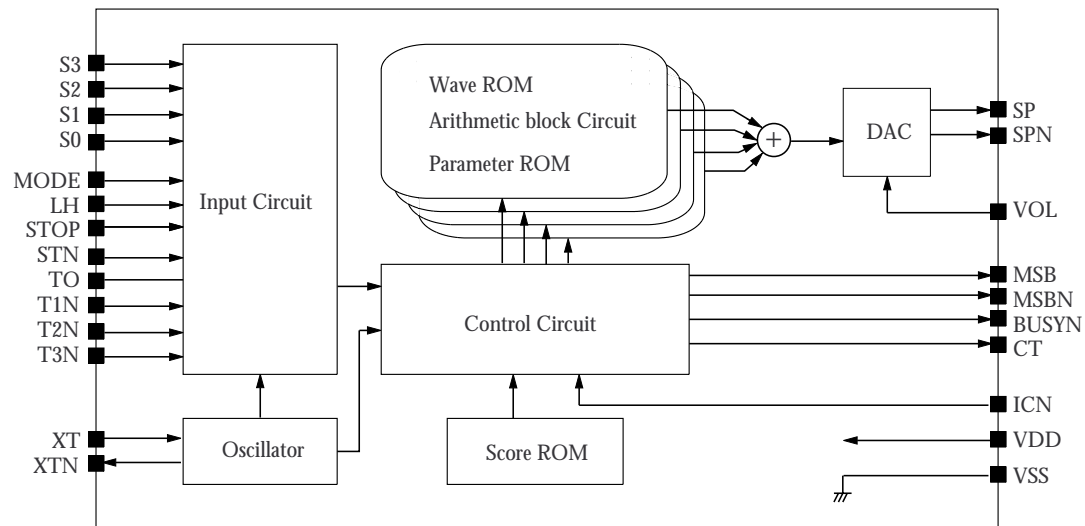 S3
S2
S1
S0
MODE
LH
STOP
STN
TO
T1N
T2N
T3N
XT
XTN
Input Circuit
Oscillator
Wave ROM
Arithmetic block Circuit
Parameter ROM
+
DAC
Control Circuit
Score ROM
SP
SPN
VOL
MSB
MSBN
BUSYN
CT
ICN
VDD
VSS